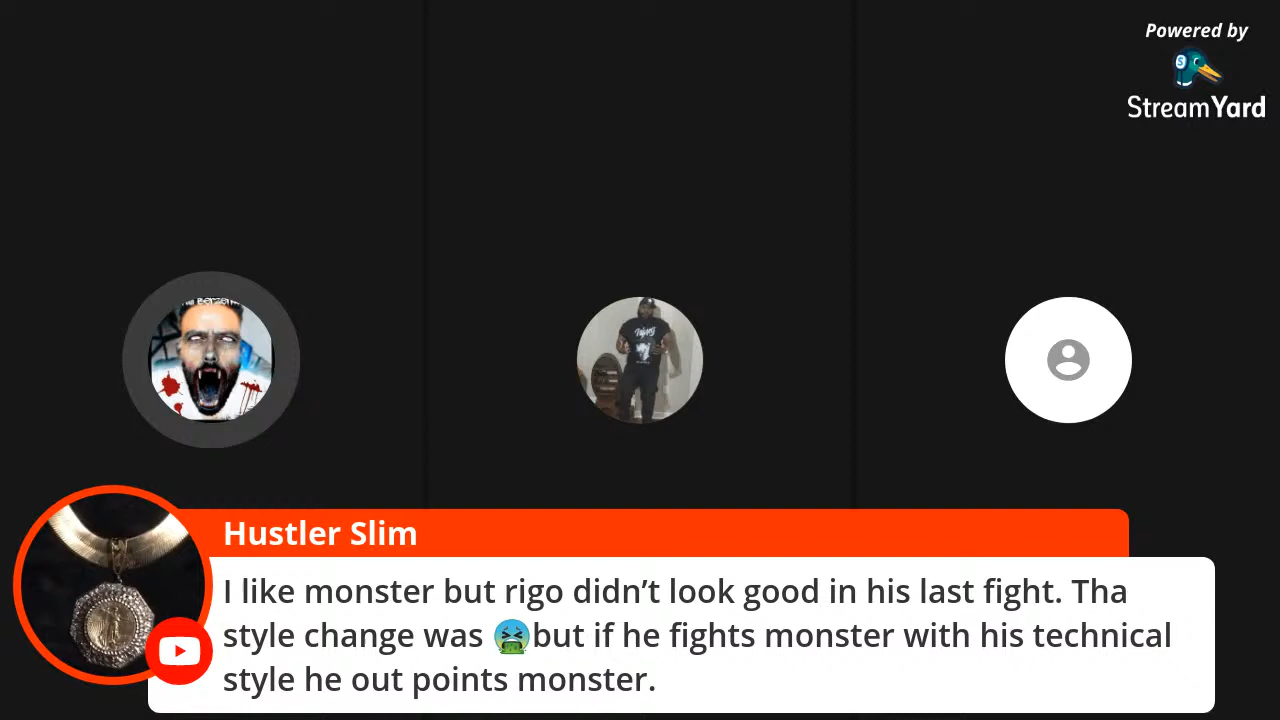 Powered by
StreamYard
Hustler Slim
I like monster but rigo didn’t look good in his last fight. Tha
style change was 🤮but if he fights monster with his technical
style he out points monster.